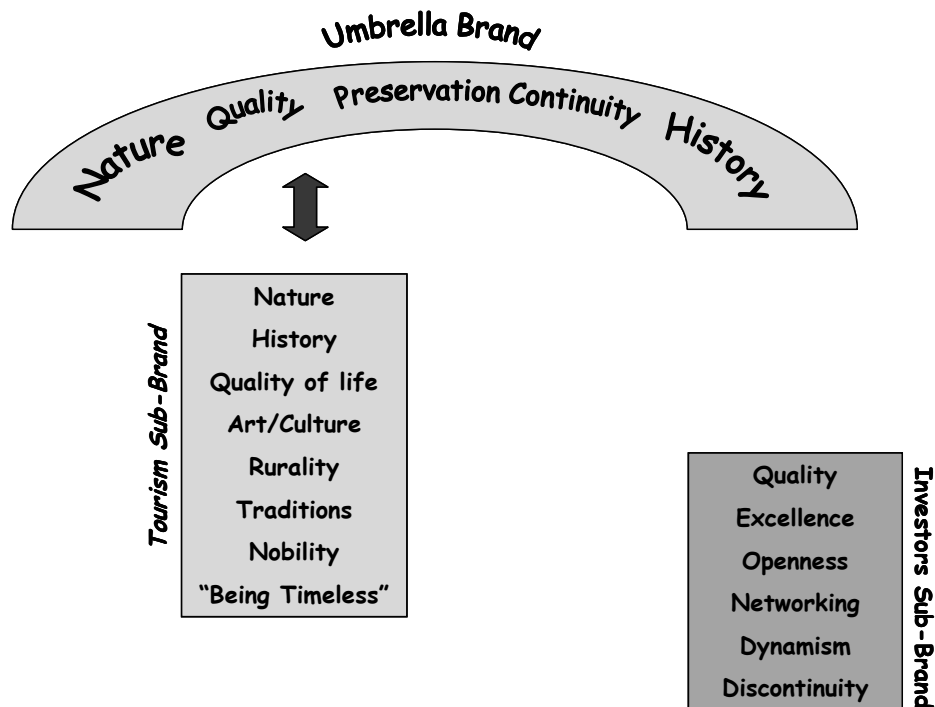 Umbrella Brand
Nature Quality Preservation Continuity History
Tourism Sub-Brand
Nature
History
Quality of life
Art/Culture
Rurality
Traditions
Nobility
“Being Timeless”
Quality
Excellence
Openness
Networking
Dynamism
Discontinuity
Investors Sub-Brand